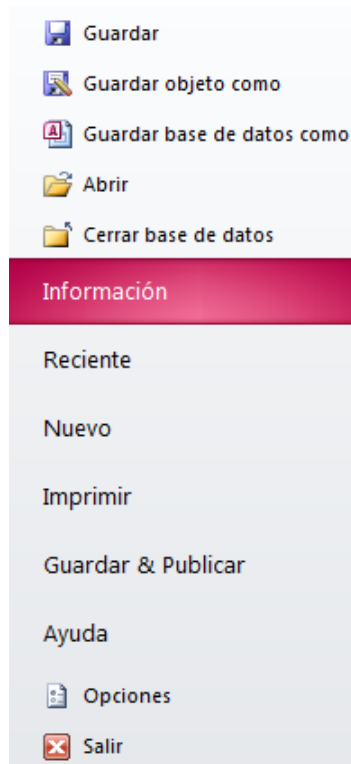 Guardar
Guardar objeto como
Guardar base de datos como
Abrir
Cerrar base de datos
Información
Reciente
Nuevo
Imprimir
Guardar & Publicar
Ayuda
Opciones
Salir